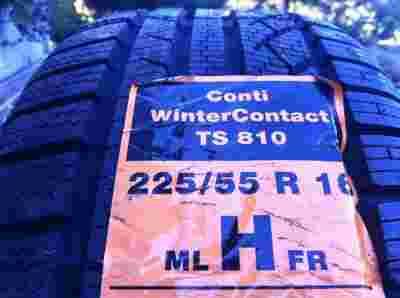 Conti
WinterContact
TS 810
225/55 R 16
ML H FR